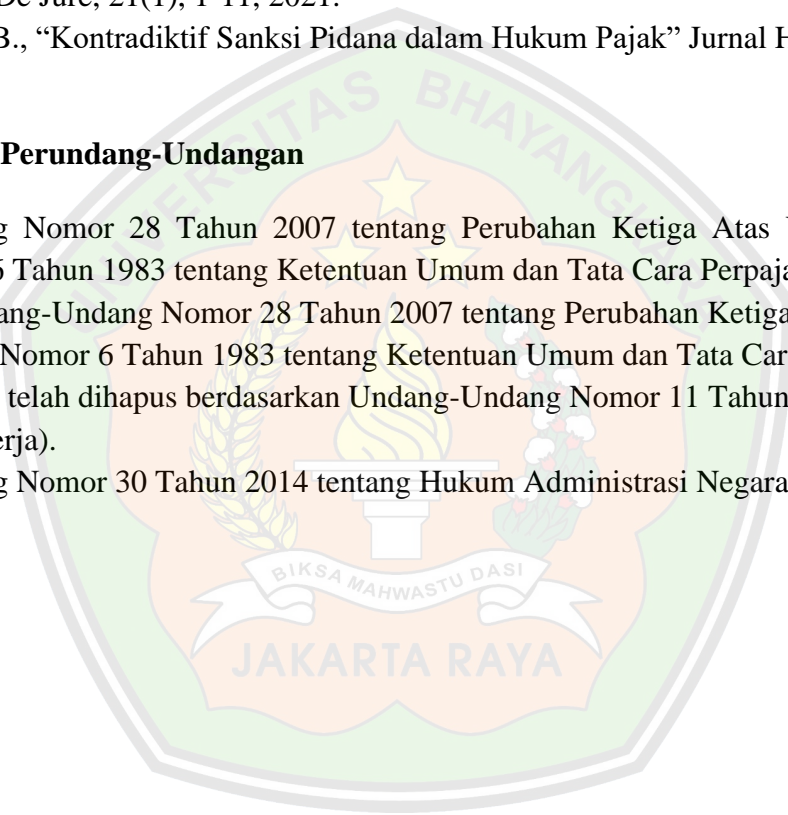 De Jure, 21(1), 1-11, 2021.
B., “Kontradiktif Sanksi Pidana dalam Hukum Pajak” Jurnal H
Perundang-Undangan
g Nomor 28 Tahun 2007 tentang Perubahan Ketiga Atas
6 Tahun 1983 tentang Ketentuan Umum dan Tata Cara Perpaja
ang-Undang Nomor 28 Tahun 2007 tentang Perubahan Ketiga
Nomor 6 Tahun 1983 tentang Ketentuan Umum dan Tata Car
telah dihapus berdasarkan Undang-Undang Nomor 11 Tahun
erja).
g Nomor 30 Tahun 2014 tentang Hukum Administrasi Negara
UNIVERSITAS BHAYANGKARA
BIKSA MAHWASTU DASI
JAKARTA RAYA